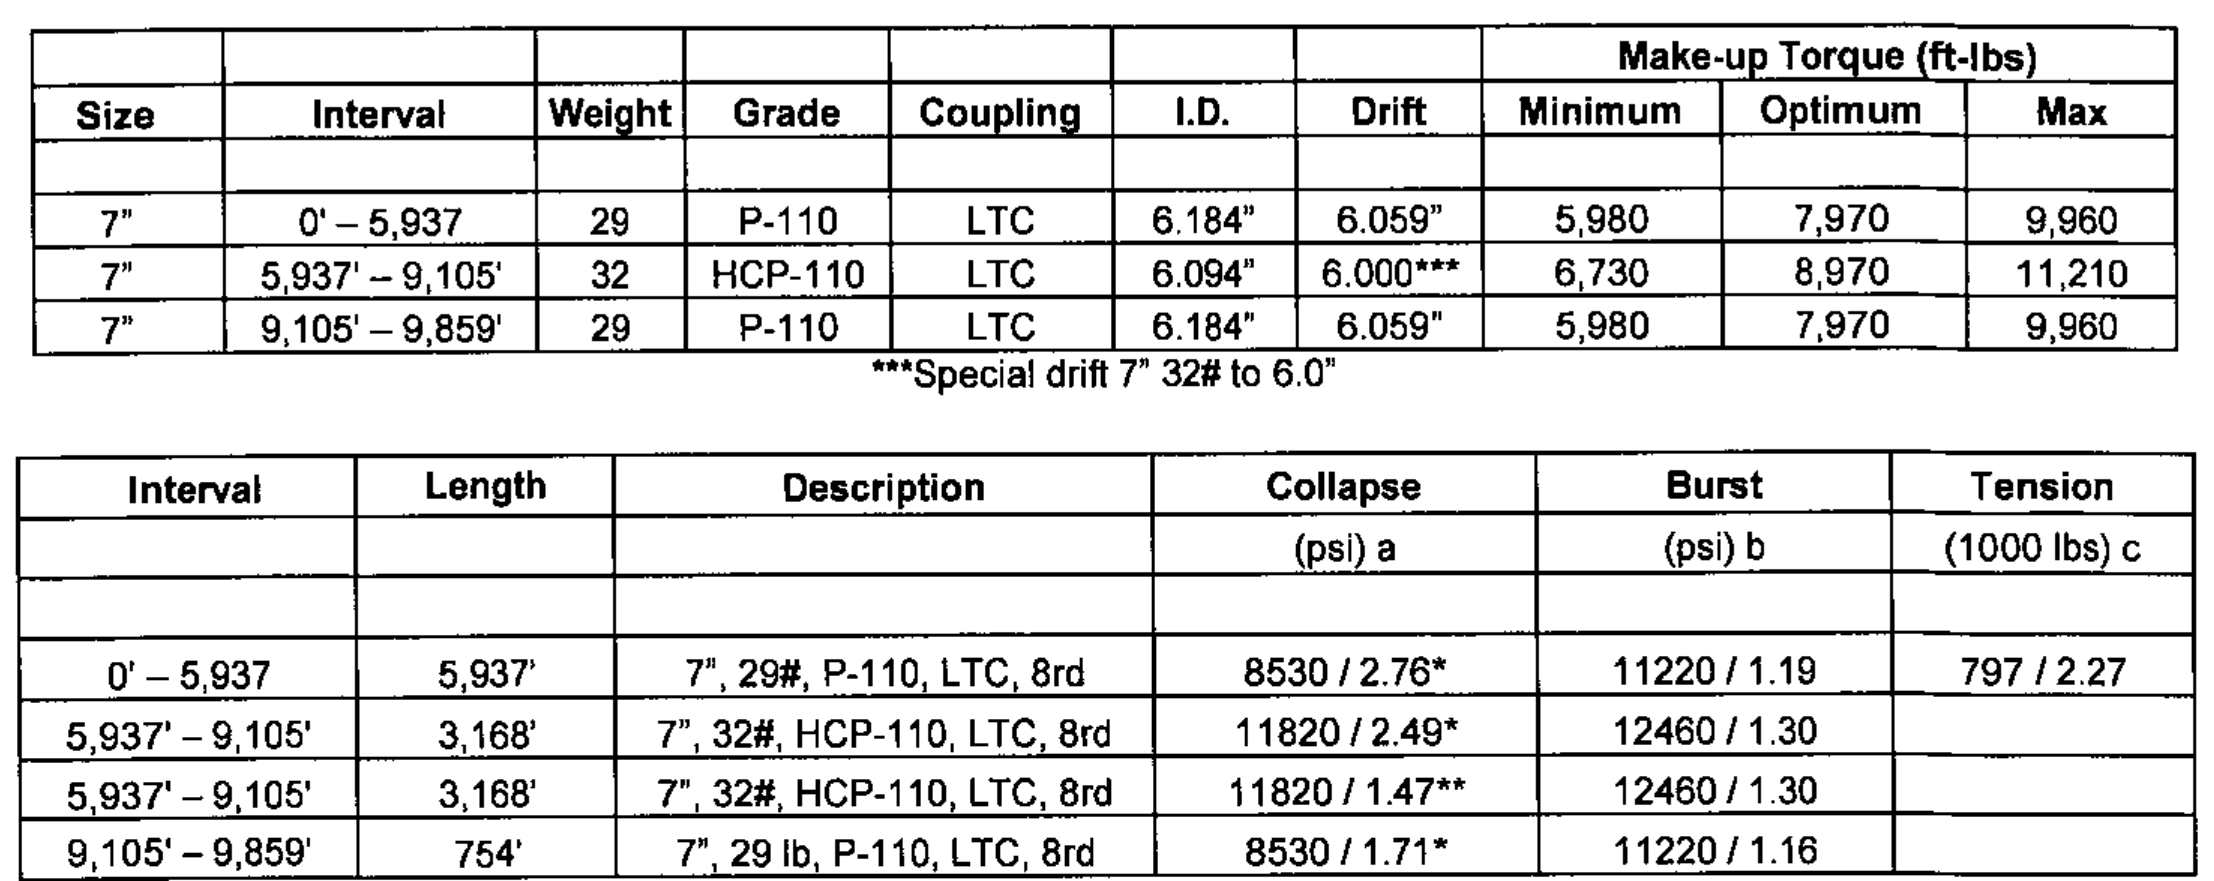 Make-up Torque (ft-lbs)
Size Interval Weight Grade Coupling I.D. Drift Minimum Optimum Max
7" 0' – 5,937 29 P-110 LTC 6.184" 6.059" 5,980 7,970 9,960
7" 5,937' – 9,105' 32 HCP-110 LTC 6.094" 6.000*** 6,730 8,970 11,210
7" 9,105' – 9,859' 29 P-110 LTC 6.184" 6.059" 5,980 7,970 9,960
***Special drift 7" 32# to 6.0"
Interval Length Description Collapse Burst Tension
(psi) a (psi) b (1000 lbs) c
0' – 5,937 5,937' 7", 29#, P-110, LTC, 8rd 8530 / 2.76* 11220 / 1.19 797 / 2.27
5,937' – 9,105' 3,168' 7", 32#, HCP-110, LTC, 8rd 11820 / 2.49* 12460 / 1.30
5,937' – 9,105' 3,168' 7", 32#, HCP-110, LTC, 8rd 11820 / 1.47** 12460 / 1.30
9,105' – 9,859' 754' 7", 29 lb, P-110, LTC, 8rd 8530 / 1.71* 11220 / 1.16